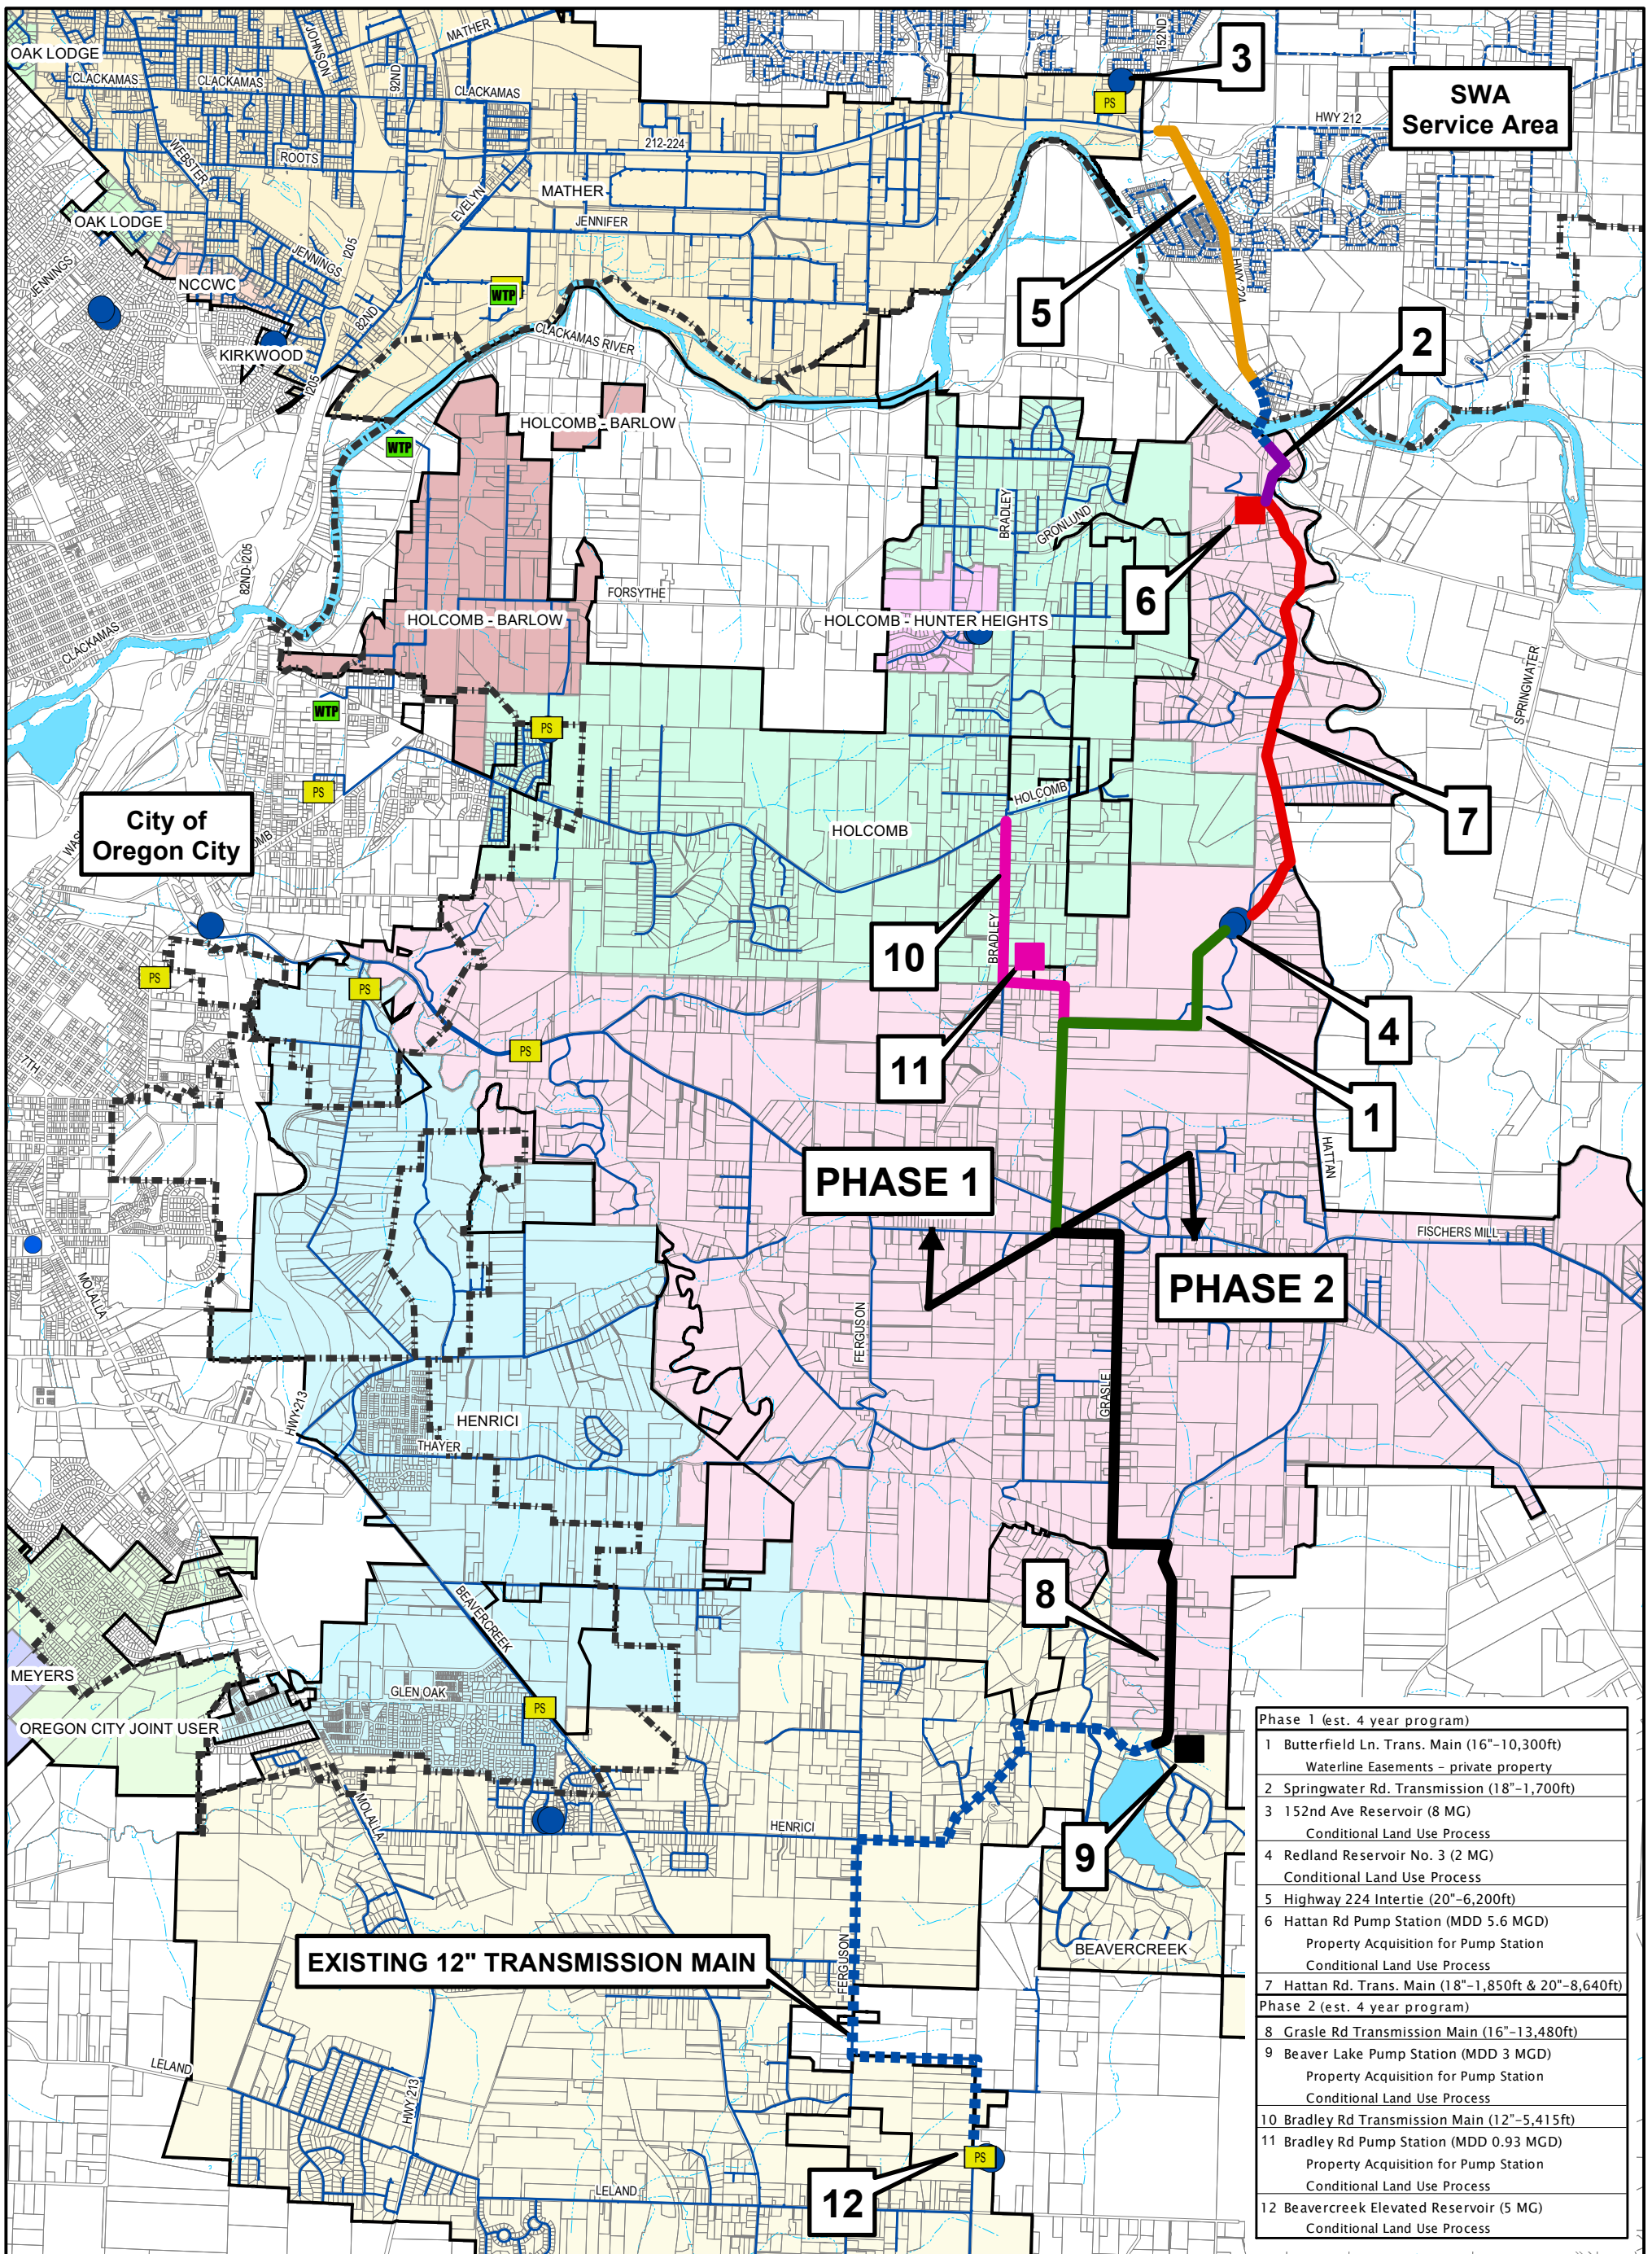 OAK LODGE
MATHER
JOHNSON
92ND
152ND
3
CLACKAMAS
CLACKAMAS
CLACKAMAS
PS
SWA
Service Area
HWY 212
WEBSTER
ROOTS
212-224
EVELYN
MATHER
OAK LODGE
JENNIFER
JENNINGS
JENNINGS
I205
NCCWC
HWY 224
5
WTP
82ND
CLACKAMAS RIVER
2
KIRKWOOD
I205
HOLCOMB - BARLOW
WTP
BRADLEY
GRONLUND
82ND-I205
FORSYTHE
6
HOLCOMB - BARLOW
HOLCOMB - HUNTER HEIGHTS
CLACKAMAS
SPRINGWATER
WTP
PS
PS
HOLCOMB
City of
Oregon City
HOLCOMB
7
BRADLEY
10
PS
PS
4
11
PS
7TH
1
HATTAN
PHASE 1
FISCHERS MILL
MOLALLA
PHASE 2
FERGUSON
GRASLE
HWY 213
HENRICI
THAYER
8
BEAVERCREEK
MEYERS
GLEN OAK
PS
OREGON CITY JOINT USER
MOLALLA
HENRICI
9
BEAVERCREEK
EXISTING 12" TRANSMISSION MAIN
FERGUSON
LELAND
HWY 213
PS
LELAND
12
Phase 1 (est. 4 year program)
1 Butterfield Ln. Trans. Main (16"-10,300ft)
Waterline Easements - private property
2 Springwater Rd. Transmission (18"-1,700ft)
3 152nd Ave Reservoir (8 MG)
Conditional Land Use Process
4 Redland Reservoir No. 3 (2 MG)
Conditional Land Use Process
5 Highway 224 Intertie (20"-6,200ft)
6 Hattan Rd Pump Station (MDD 5.6 MGD)
Property Acquisition for Pump Station
Conditional Land Use Process
7 Hattan Rd. Trans. Main (18"-1,850ft & 20"-8,640ft)
Phase 2 (est. 4 year program)
8 Grasle Rd Transmission Main (16"-13,480ft)
9 Beaver Lake Pump Station (MDD 3 MGD)
Property Acquisition for Pump Station
Conditional Land Use Process
10 Bradley Rd Transmission Main (12"-5,415ft)
11 Bradley Rd Pump Station (MDD 0.93 MGD)
Property Acquisition for Pump Station
Conditional Land Use Process
12 Beavercreek Elevated Reservoir (5 MG)
Conditional Land Use Process